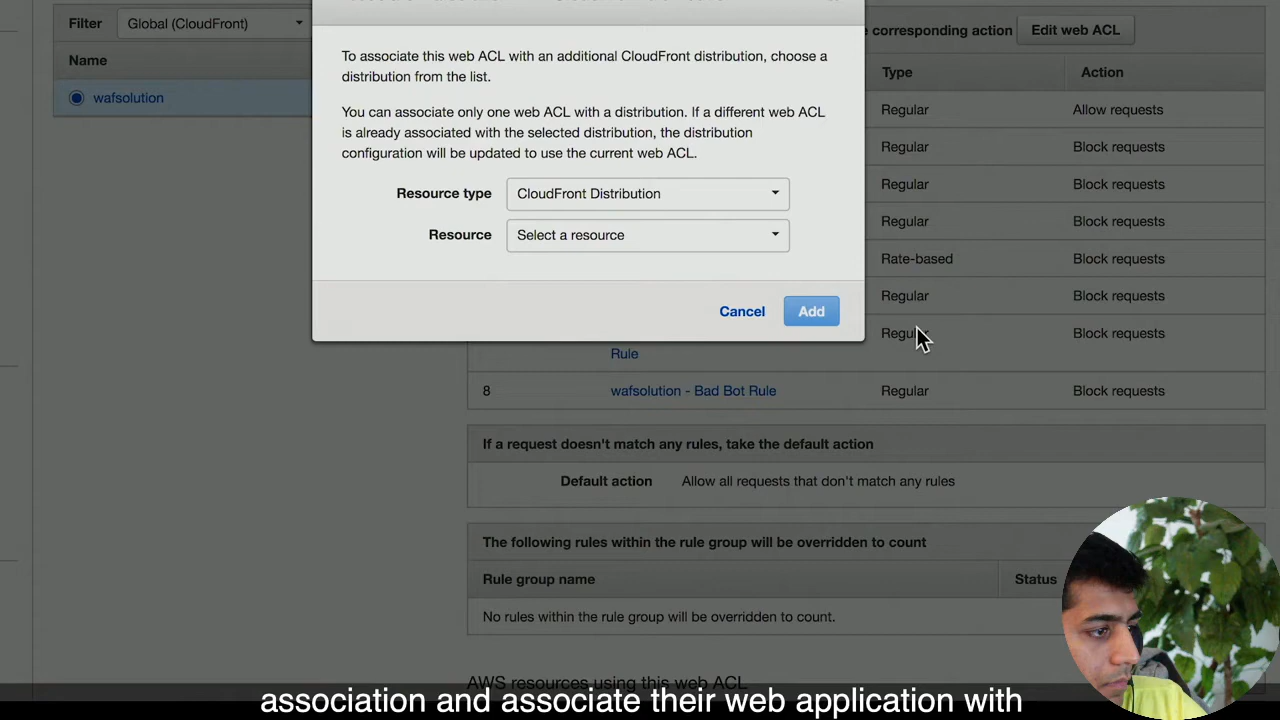 Filter
Global (CloudFront)
Name
wafsolution
To associate this web ACL with an additional CloudFront distribution, choose a
distribution from the list.
You can associate only one web ACL with a distribution. If a different web ACL
is already associated with the selected distribution, the distribution
configuration will be updated to use the current web ACL.
Resource type
CloudFront Distribution
Resource
Select a resource
Cancel
Add
corresponding action
Edit web ACL
Type
Action
Regular
Allow requests
Regular
Block requests
Regular
Block requests
Regular
Block requests
Rate-based
Block requests
Regular
Block requests
Regular
Block requests
Rule
8
wafsolution - Bad Bot Rule
Regular
Block requests
If a request doesn't match any rules, take the default action
Default action
Allow all requests that don't match any rules
The following rules within the rule group will be overridden to count
Rule group name
Status
No rules within the rule group will be overridden to count.
AWS resources using this web ACL
association and associate their web application with